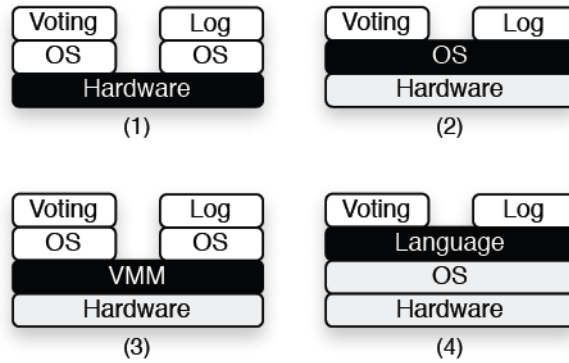 Voting Log
OS OS
Hardware
(1)
Voting Log
OS
Hardware
(2)
Voting Log
OS OS
VMM
Hardware
(3)
Voting Log
Language
OS
Hardware
(4)